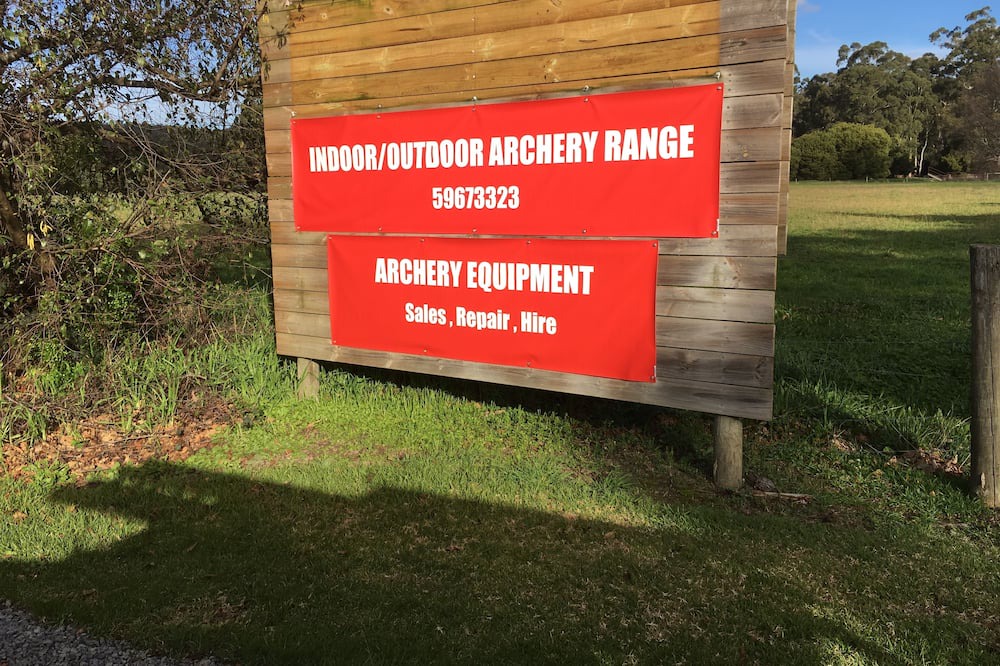 INDOOR/OUTDOOR ARCHERY RANGE
59673323
ARCHERY EQUIPMENT
Sales , Repair , Hire